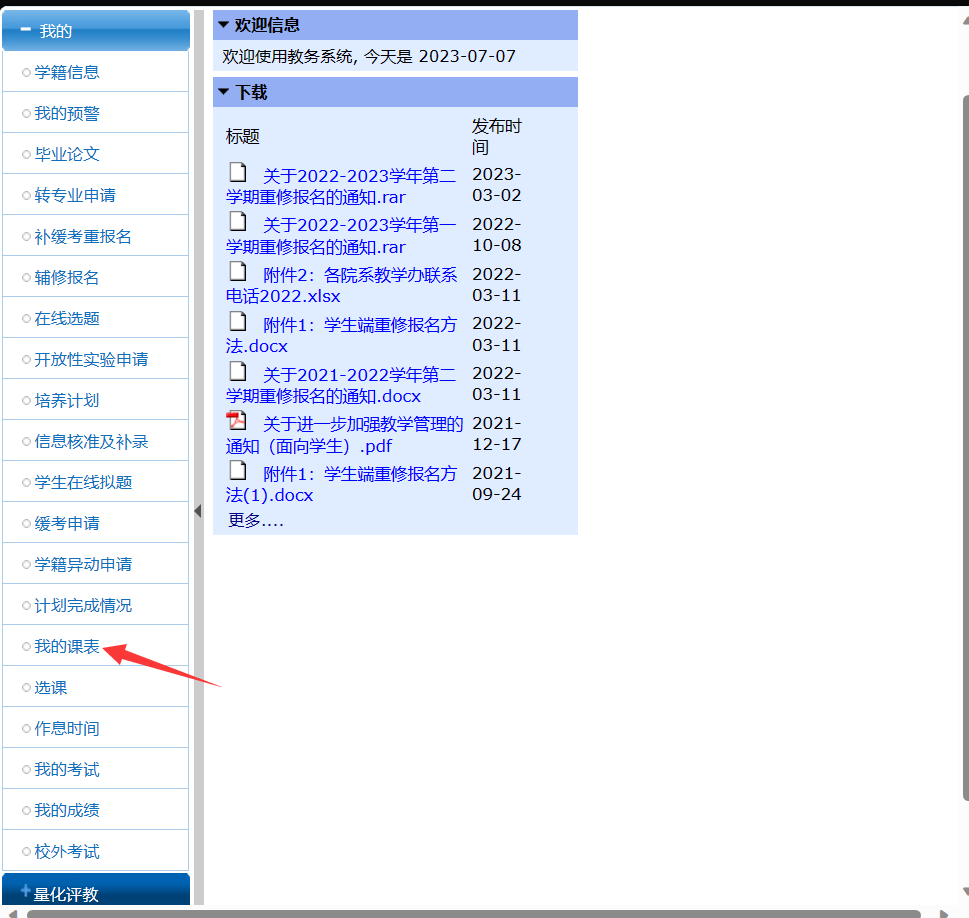 我的
学籍信息
我的预警
毕业论文
转专业申请
补缓考重报名
辅修报名
在线选题
开放性实验申请
培养计划
信息核准及补录
学生在线拟题
缓考申请
学籍异动申请
计划完成情况
我的课表
选课
作息时间
我的考试
我的成绩
校外考试
量化评教
欢迎信息
欢迎使用教务系统, 今天是 2023-07-07
下载
标题
发布时
间
关于2022-2023学年第二
学期重修报名的通知.rar
2023-
03-02
关于2022-2023学年第一
学期重修报名的通知.rar
2022-
10-08
附件2：各院系教学办联系
电话2022.xlsx
2022-
03-11
附件1：学生端重修报名方
法.docx
2022-
03-11
关于2021-2022学年第二
学期重修报名的通知.docx
2022-
03-11
关于进一步加强教学管理的
通知（面向学生）.pdf
2021-
12-17
附件1：学生端重修报名方
法(1).docx
2021-
09-24
更多....